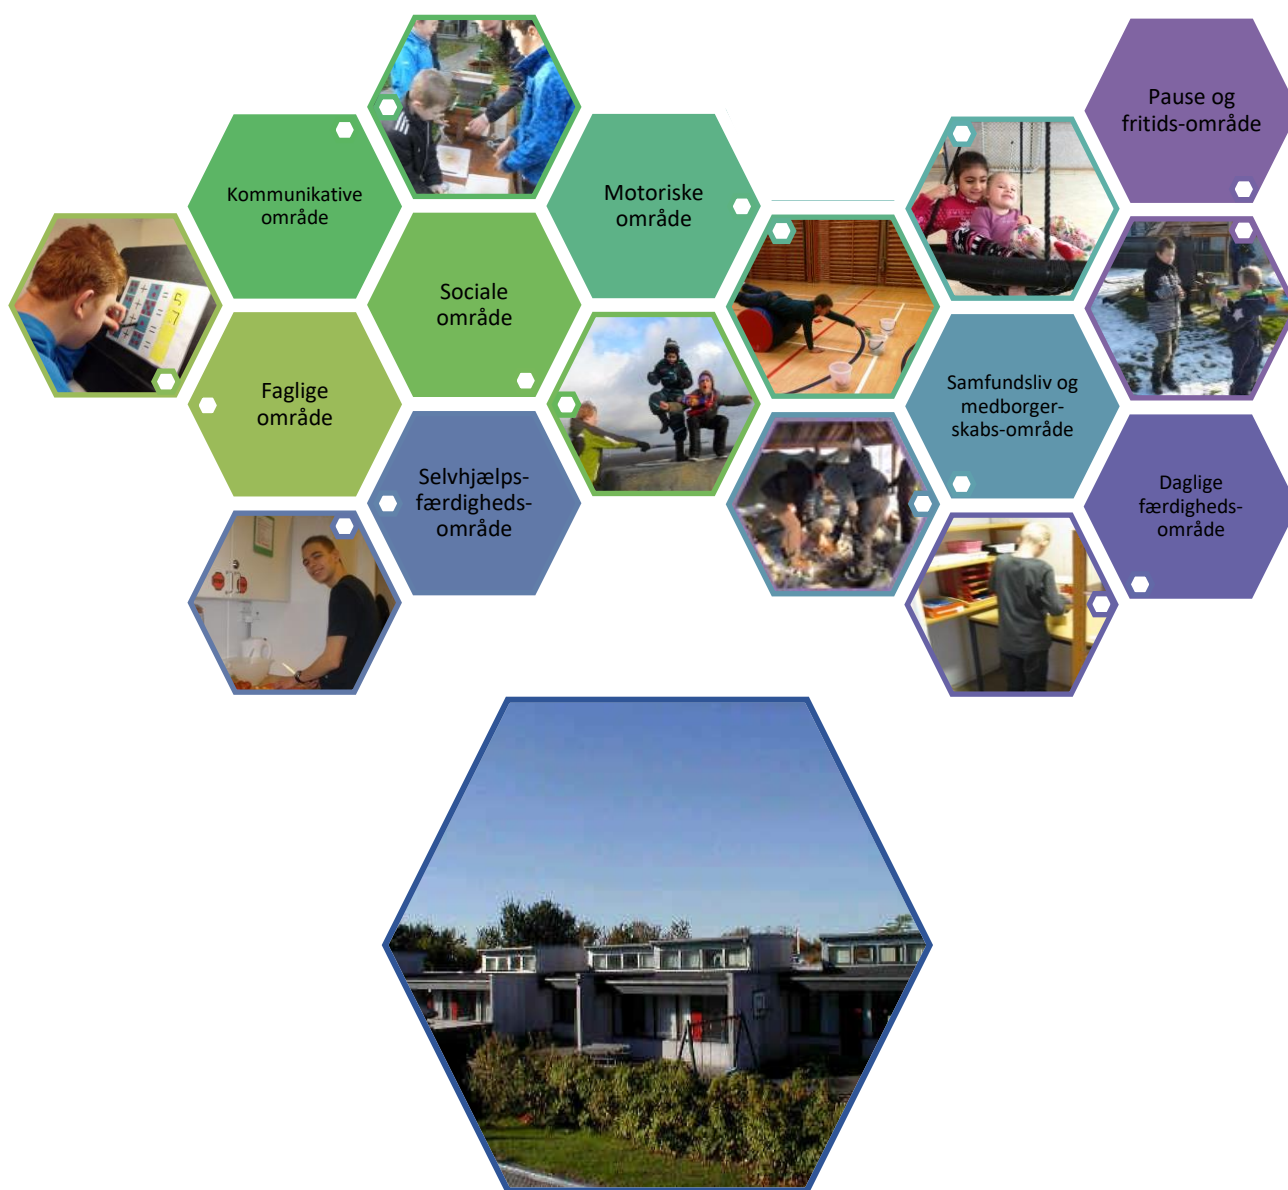 Pause og
fritids-område
Kommunikative
område
Motoriske
område
Sociale
område
Faglige
område
Samfundsliv og
medborger-
skabs-område
Selvhjælps-
færdigheds-
område
Daglige
færdigheds-
område